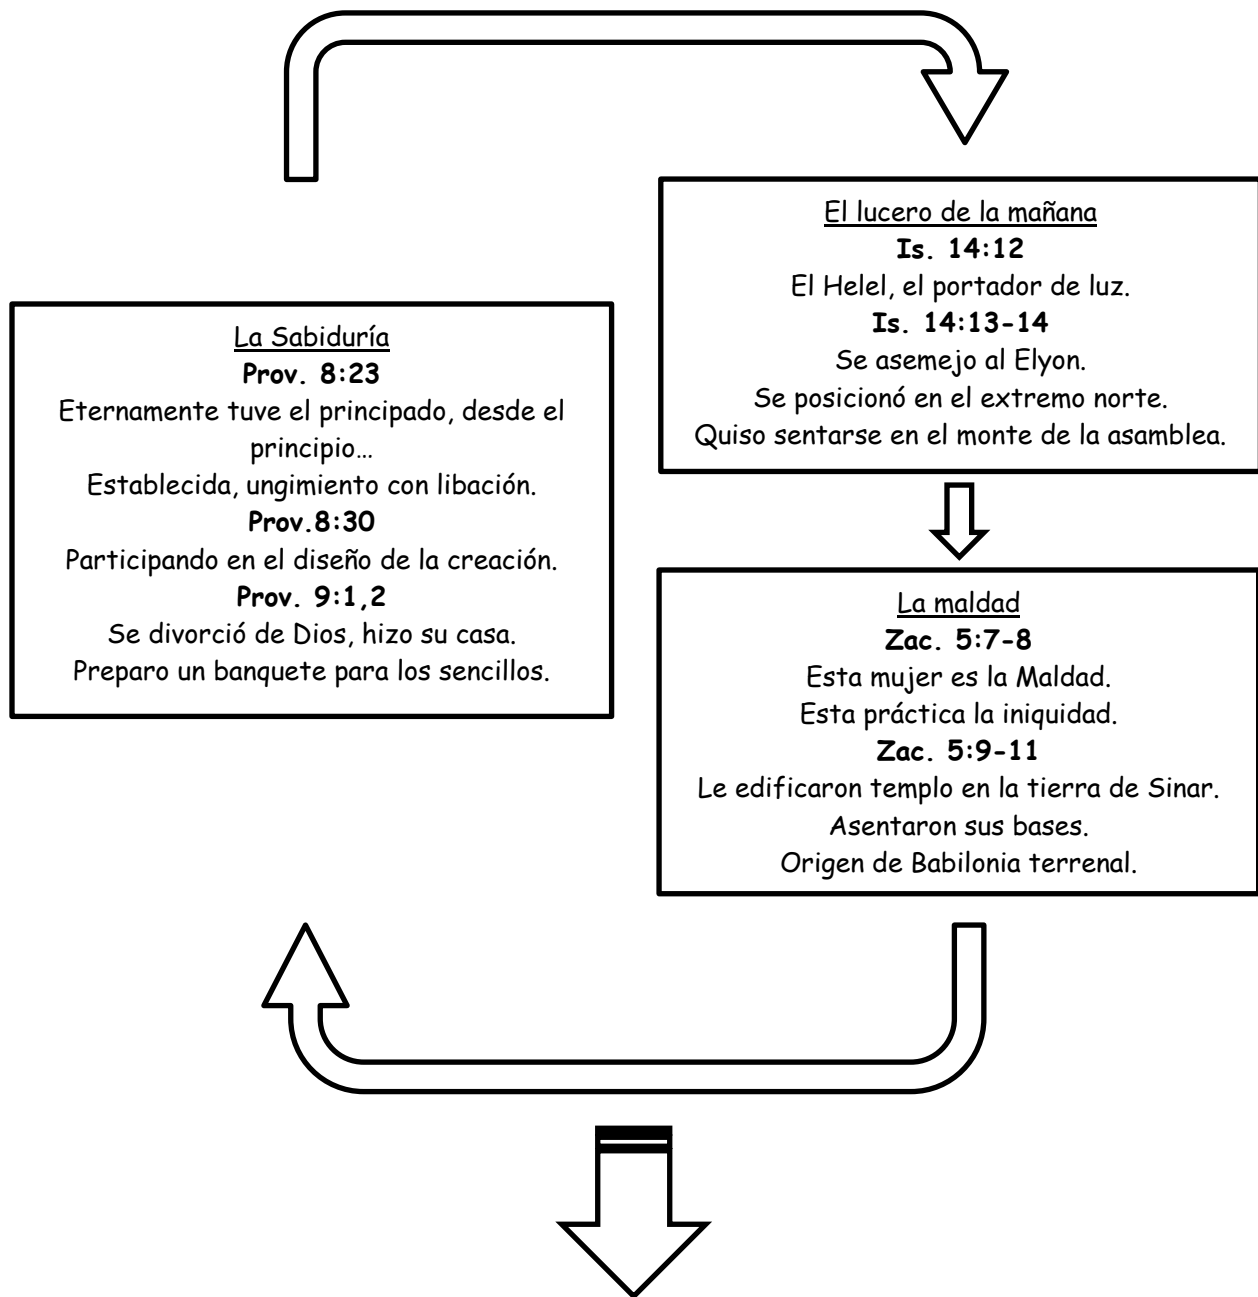 La Sabiduría
Prov. 8:23
Eternamente tuve el principado, desde el
principio…
Establecida, ungimiento con libación.
Prov.8:30
Participando en el diseño de la creación.
Prov. 9:1,2
Se divorció de Dios, hizo su casa.
Preparo un banquete para los sencillos.
El lucero de la mañana
Is. 14:12
El Helel, el portador de luz.
Is. 14:13-14
Se asemejo al Elyon.
Se posicionó en el extremo norte.
Quiso sentarse en el monte de la asamblea.
La maldad
Zac. 5:7-8
Esta mujer es la Maldad.
Esta práctica la iniquidad.
Zac. 5:9-11
Le edificaron templo en la tierra de Sinar.
Asentaron sus bases.
Origen de Babilonia terrenal.